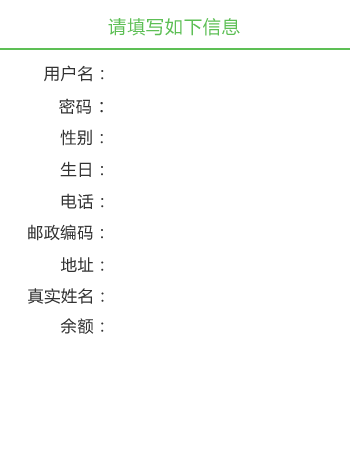 请填写如下信息
用户名：
密码：
性别：
生日：
电话：
邮政编码：
地址：
真实姓名：
余额：